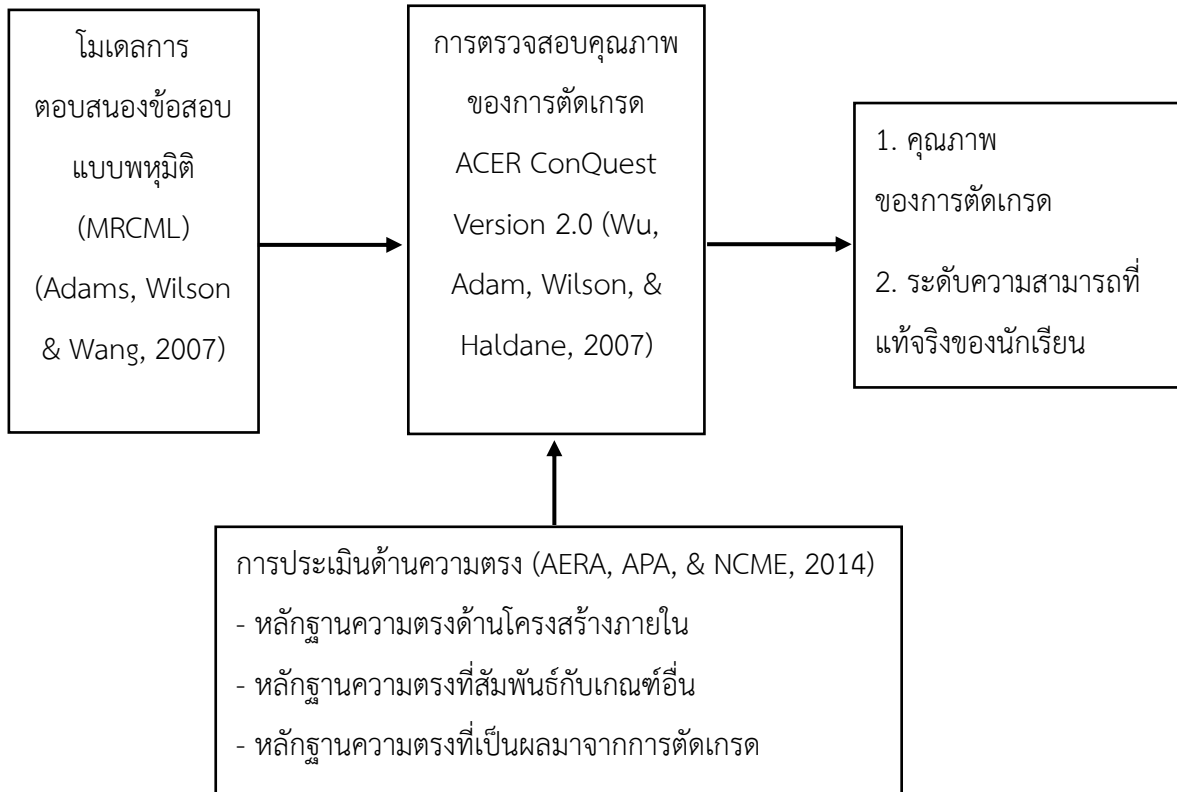 โมเดลการ
ตอบสนองข้อสอบ
แบบพหุมิติ
(MRCML)
(Adams, Wilson
& Wang, 2007)
การตรวจสอบคุณภาพ
ของการตัดเกรด
ACER ConQuest
Version 2.0 (Wu,
Adam, Wilson, &
Haldane, 2007)
1. คุณภาพ
ของการตัดเกรด
2. ระดับความสามารถที่
แท้จริงของนักเรียน
การประเมินด้านความตรง (AERA, APA, & NCME, 2014)
- หลักฐานความตรงด้านโครงสร้างภายใน
- หลักฐานความตรงที่สัมพันธ์กับเกณฑ์อื่น
- หลักฐานความตรงที่เป็นผลมาจากการตัดเกรด